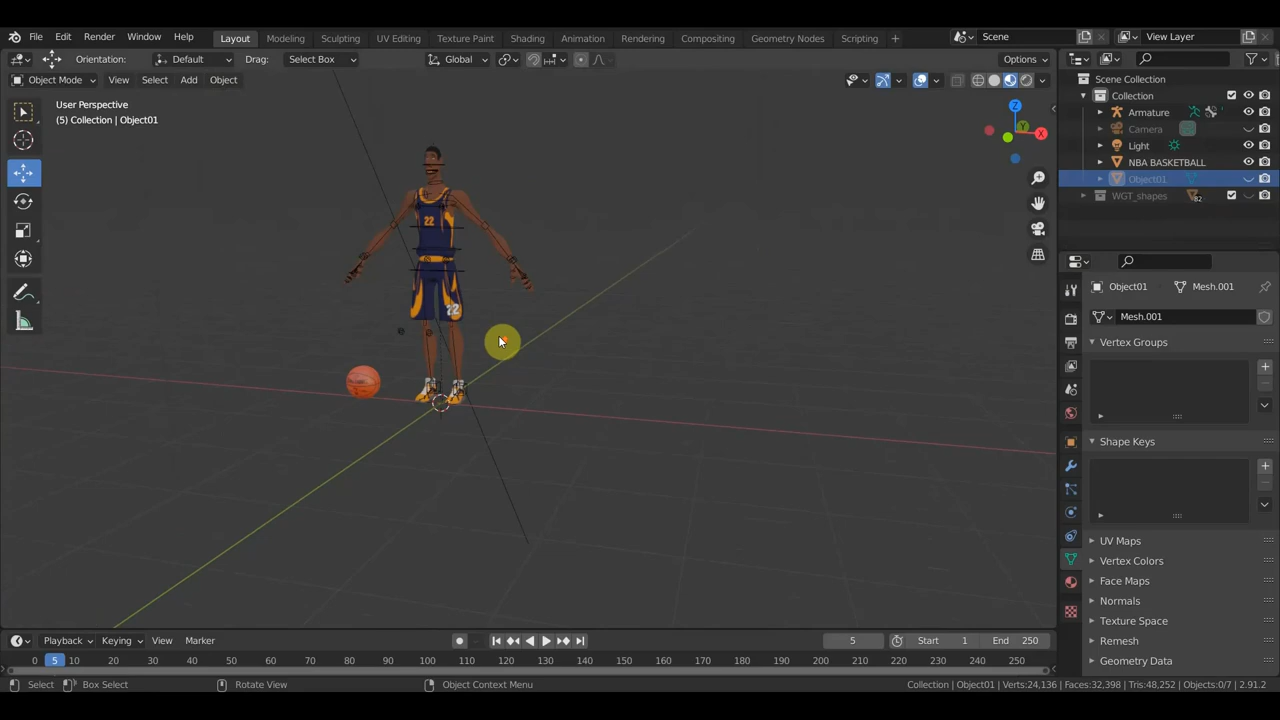 File Edit Render Window Help Layout Modeling Sculpting UV Editing Texture Paint Shading Animation Rendering Compositing Geometry Nodes Scripting + Scene View Layer
Orientation: Default Drag: Select Box Global Options
Object Mode View Select Add Object
Scene Collection
Collection
User Perspective
(5) Collection | Object01
Armature
Camera
Light
NBA BASKETBALL
Object01
WGT_shapes 82
Z
Y
X
22
22
Object01 Mesh.001
Mesh.001
Vertex Groups
Shape Keys
UV Maps
Vertex Colors
Face Maps
Normals
Texture Space
Remesh
Geometry Data
Playback Keying View Marker 5 Start 1 End 250
0 5 10 20 30 40 50 60 70 80 90 100 110 120 130 140 150 160 170 180 190 200 210 220 230 240 250
Select Box Select Rotate View Object Context Menu Collection | Object01 | Verts:24,136 | Faces:32,398 | Tris:48,252 | Objects:0/7 | 2.91.2